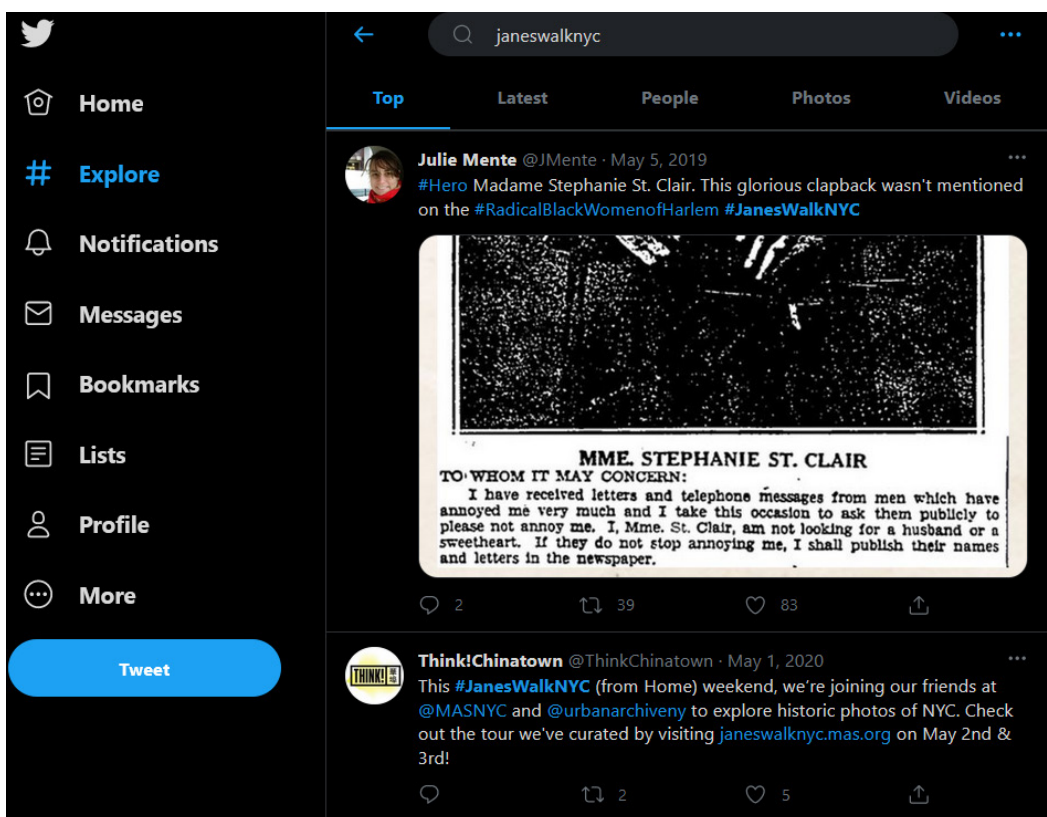 janeswalknyc
Home
Explore
Notifications
Messages
Bookmarks
Lists
Profile
More
Tweet
Top Latest People Photos Videos
Julie Mente @JMente · May 5, 2019
#Hero Madame Stephanie St. Clair. This glorious clapback wasn't mentioned
on the #RadicalBlackWomenofHarlem #JanesWalkNYC
MME. STEPHANIE ST. CLAIR
TO WHOM IT MAY CONCERN:
I have received letters and telephone messages from men which have
annoyed me very much and I take this occasion to ask them publicly to
please not annoy me. I, Mme. St. Clair, am not looking for a husband or a
sweetheart. If they do not stop annoying me, I shall publish their names
and letters in the newspaper.
2 39 83
THINK!
Think!Chinatown @ThinkChinatown · May 1, 2020
This #JanesWalkNYC (from Home) weekend, we're joining our friends at
@MASNYC and @urbanarchiveny to explore historic photos of NYC. Check
out the tour we've curated by visiting janeswalknyc.mas.org on May 2nd &
3rd!
2 5